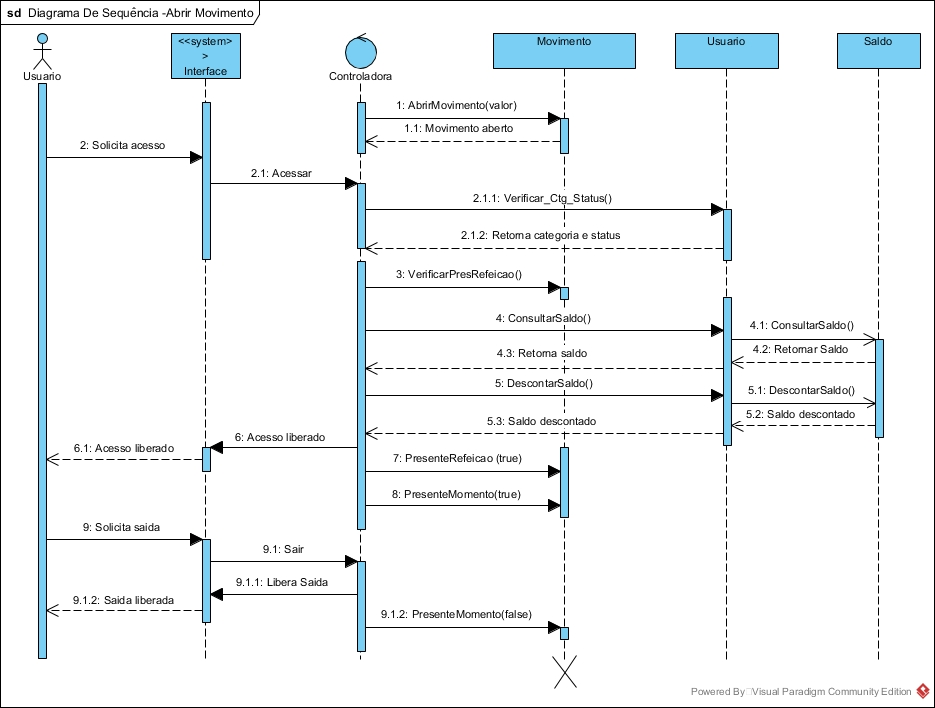 sd Diagrama De Sequência -Abrir Movimento
Usuario
<<system>
>
Interface
Controladora
Movimento
Usuario
Saldo
1: AbrirMovimento(valor)
1.1: Movimento aberto
2: Solicita acesso
2.1: Acessar
2.1.1: Verificar_Ctg_Status()
2.1.2: Retorna categoria e status
3: VerificarPresRefeicao()
4: ConsultarSaldo()
4.1: ConsultarSaldo()
4.2: Retornar Saldo
4.3: Retorna saldo
5: DescontarSaldo()
5.1: DescontarSaldo()
5.2: Saldo descontado
5.3: Saldo descontado
6: Acesso liberado
6.1: Acesso liberado
7: PresenteRefeicao (true)
8: PresenteMomento(true)
9: Solicita saida
9.1: Sair
9.1.1: Libera Saida
9.1.2: Saida liberada
9.1.2: PresenteMomento(false)
Powered By Visual Paradigm Community Edition